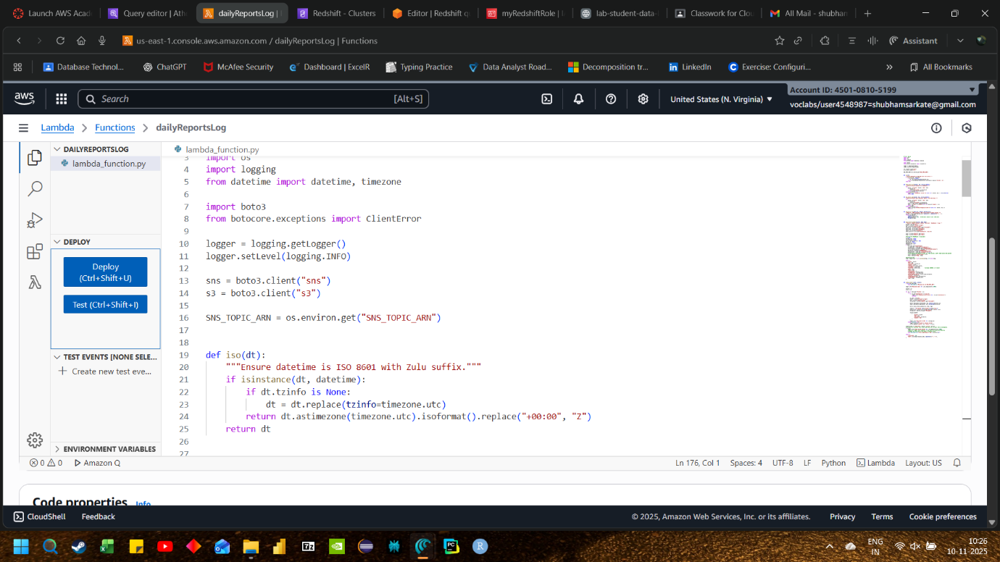 Launch AWS Acad
Query editor | Ath
dailyReportsLog |
Redshift - Clusters
Editor | Redshift q
myRedshiftRole |
lab-student-data-
Classwork for Clou
All Mail - shubhan
us-east-1.console.aws.amazon.com / dailyReportsLog | Functions
Assistant
Database Technol...
ChatGPT
McAfee Security
Dashboard | ExcelR
Typing Practice
Data Analyst Road...
Decomposition tr...
LinkedIn
Exercise: Configuri...
All Bookmarks
aws
Search
[Alt+S]
United States (N. Virginia)
Account ID: 4501-0810-5199
voclabs/user4548987=shubhamsarkate@gmail.com
Lambda
Functions
dailyReportsLog
DAILYREPORTSLOG
lambda_function.py
DEPLOY
Deploy
(Ctrl+Shift+U)
Test (Ctrl+Shift+I)
TEST EVENTS [NONE SELE...
Create new test eve...
ENVIRONMENT VARIABLES
lambda_function.py
3 import os
4 import logging
5 from datetime import datetime, timezone
6
7 import boto3
8 from botocore.exceptions import ClientError
9
10 logger = logging.getLogger()
11 logger.setLevel(logging.INFO)
12
13 sns = boto3.client("sns")
14 s3 = boto3.client("s3")
15
16 SNS_TOPIC_ARN = os.environ.get("SNS_TOPIC_ARN")
17
18
19 def iso(dt):
20 """Ensure datetime is ISO 8601 with Zulu suffix."""
21 if isinstance(dt, datetime):
22 if dt.tzinfo is None:
23 dt = dt.replace(tzinfo=timezone.utc)
24 return dt.astimezone(timezone.utc).isoformat().replace("+00:00", "Z")
25 return dt
26
27
0
0
Amazon Q
Ln 176, Col 1
Spaces: 4
UTF-8
LF
Python
Lambda
Layout: US
Code properties
Info
CloudShell
Feedback
© 2025, Amazon Web Services, Inc. or its affiliates.
Privacy
Terms
Cookie preferences
ENG
IN
10:26
10-11-2025